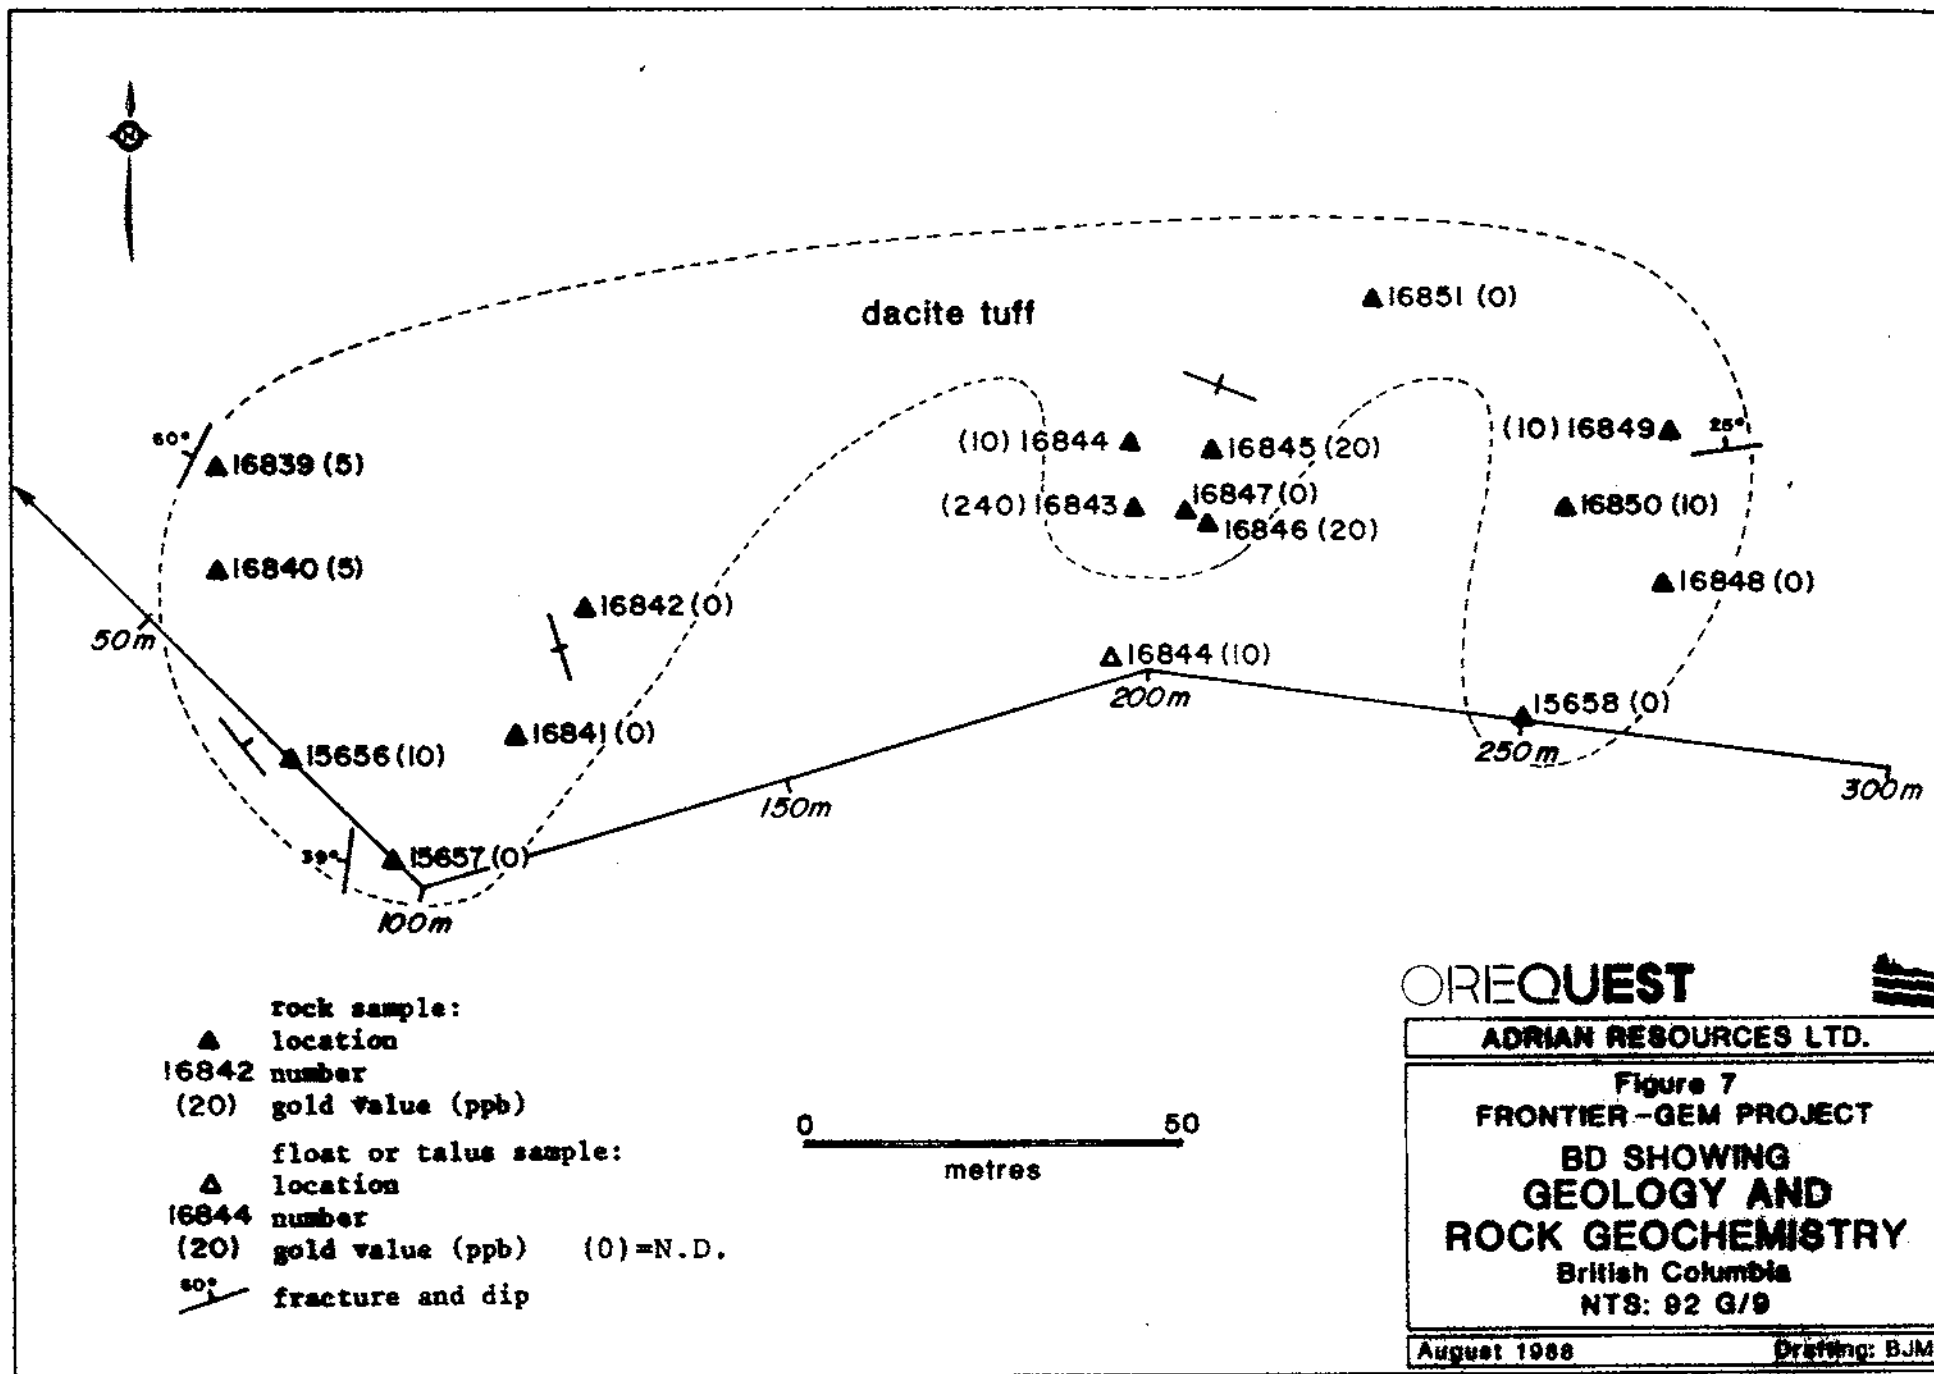 N
dacite tuff
16851 (0)
60°
16839 (5)
(10) 16844
16845 (20)
(10) 16849
25°
(240) 16843
16847 (0)
16846 (20)
16850 (10)
16840 (5)
16842 (0)
16848 (0)
50m
16844 (10)
200m
15658 (0)
16841 (0)
15656 (10)
250m
300m
150m
39°
15657 (0)
100m
rock sample:
location
16842 number
(20) gold value (ppb)
float or talus sample:
location
16844 number
(20) gold value (ppb) (0)=N.D.
60° fracture and dip
0 50
metres
OREQUEST
ADRIAN RESOURCES LTD.
Figure 7
FRONTIER-GEM PROJECT
BD SHOWING
GEOLOGY AND
ROCK GEOCHEMISTRY
British Columbia
NTS: 92 G/9
August 1988 Drafting: BJM